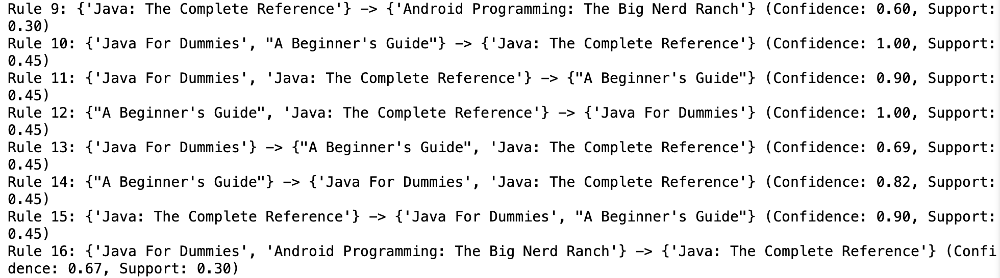 Rule 9: {'Java: The Complete Reference'} -> {'Android Programming: The Big Nerd Ranch'} (Confidence: 0.60, Support:
0.30)
Rule 10: {'Java For Dummies', "A Beginner's Guide"} -> {'Java: The Complete Reference'} (Confidence: 1.00, Support:
0.45)
Rule 11: {'Java For Dummies', 'Java: The Complete Reference'} -> {"A Beginner's Guide"} (Confidence: 0.90, Support:
0.45)
Rule 12: {"A Beginner's Guide", 'Java: The Complete Reference'} -> {'Java For Dummies'} (Confidence: 1.00, Support:
0.45)
Rule 13: {'Java For Dummies'} -> {"A Beginner's Guide", 'Java: The Complete Reference'} (Confidence: 0.69, Support:
0.45)
Rule 14: {"A Beginner's Guide"} -> {'Java For Dummies', 'Java: The Complete Reference'} (Confidence: 0.82, Support:
0.45)
Rule 15: {'Java: The Complete Reference'} -> {'Java For Dummies', "A Beginner's Guide"} (Confidence: 0.90, Support:
0.45)
Rule 16: {'Java For Dummies', 'Android Programming: The Big Nerd Ranch'} -> {'Java: The Complete Reference'} (Confi
dence: 0.67, Support: 0.30)